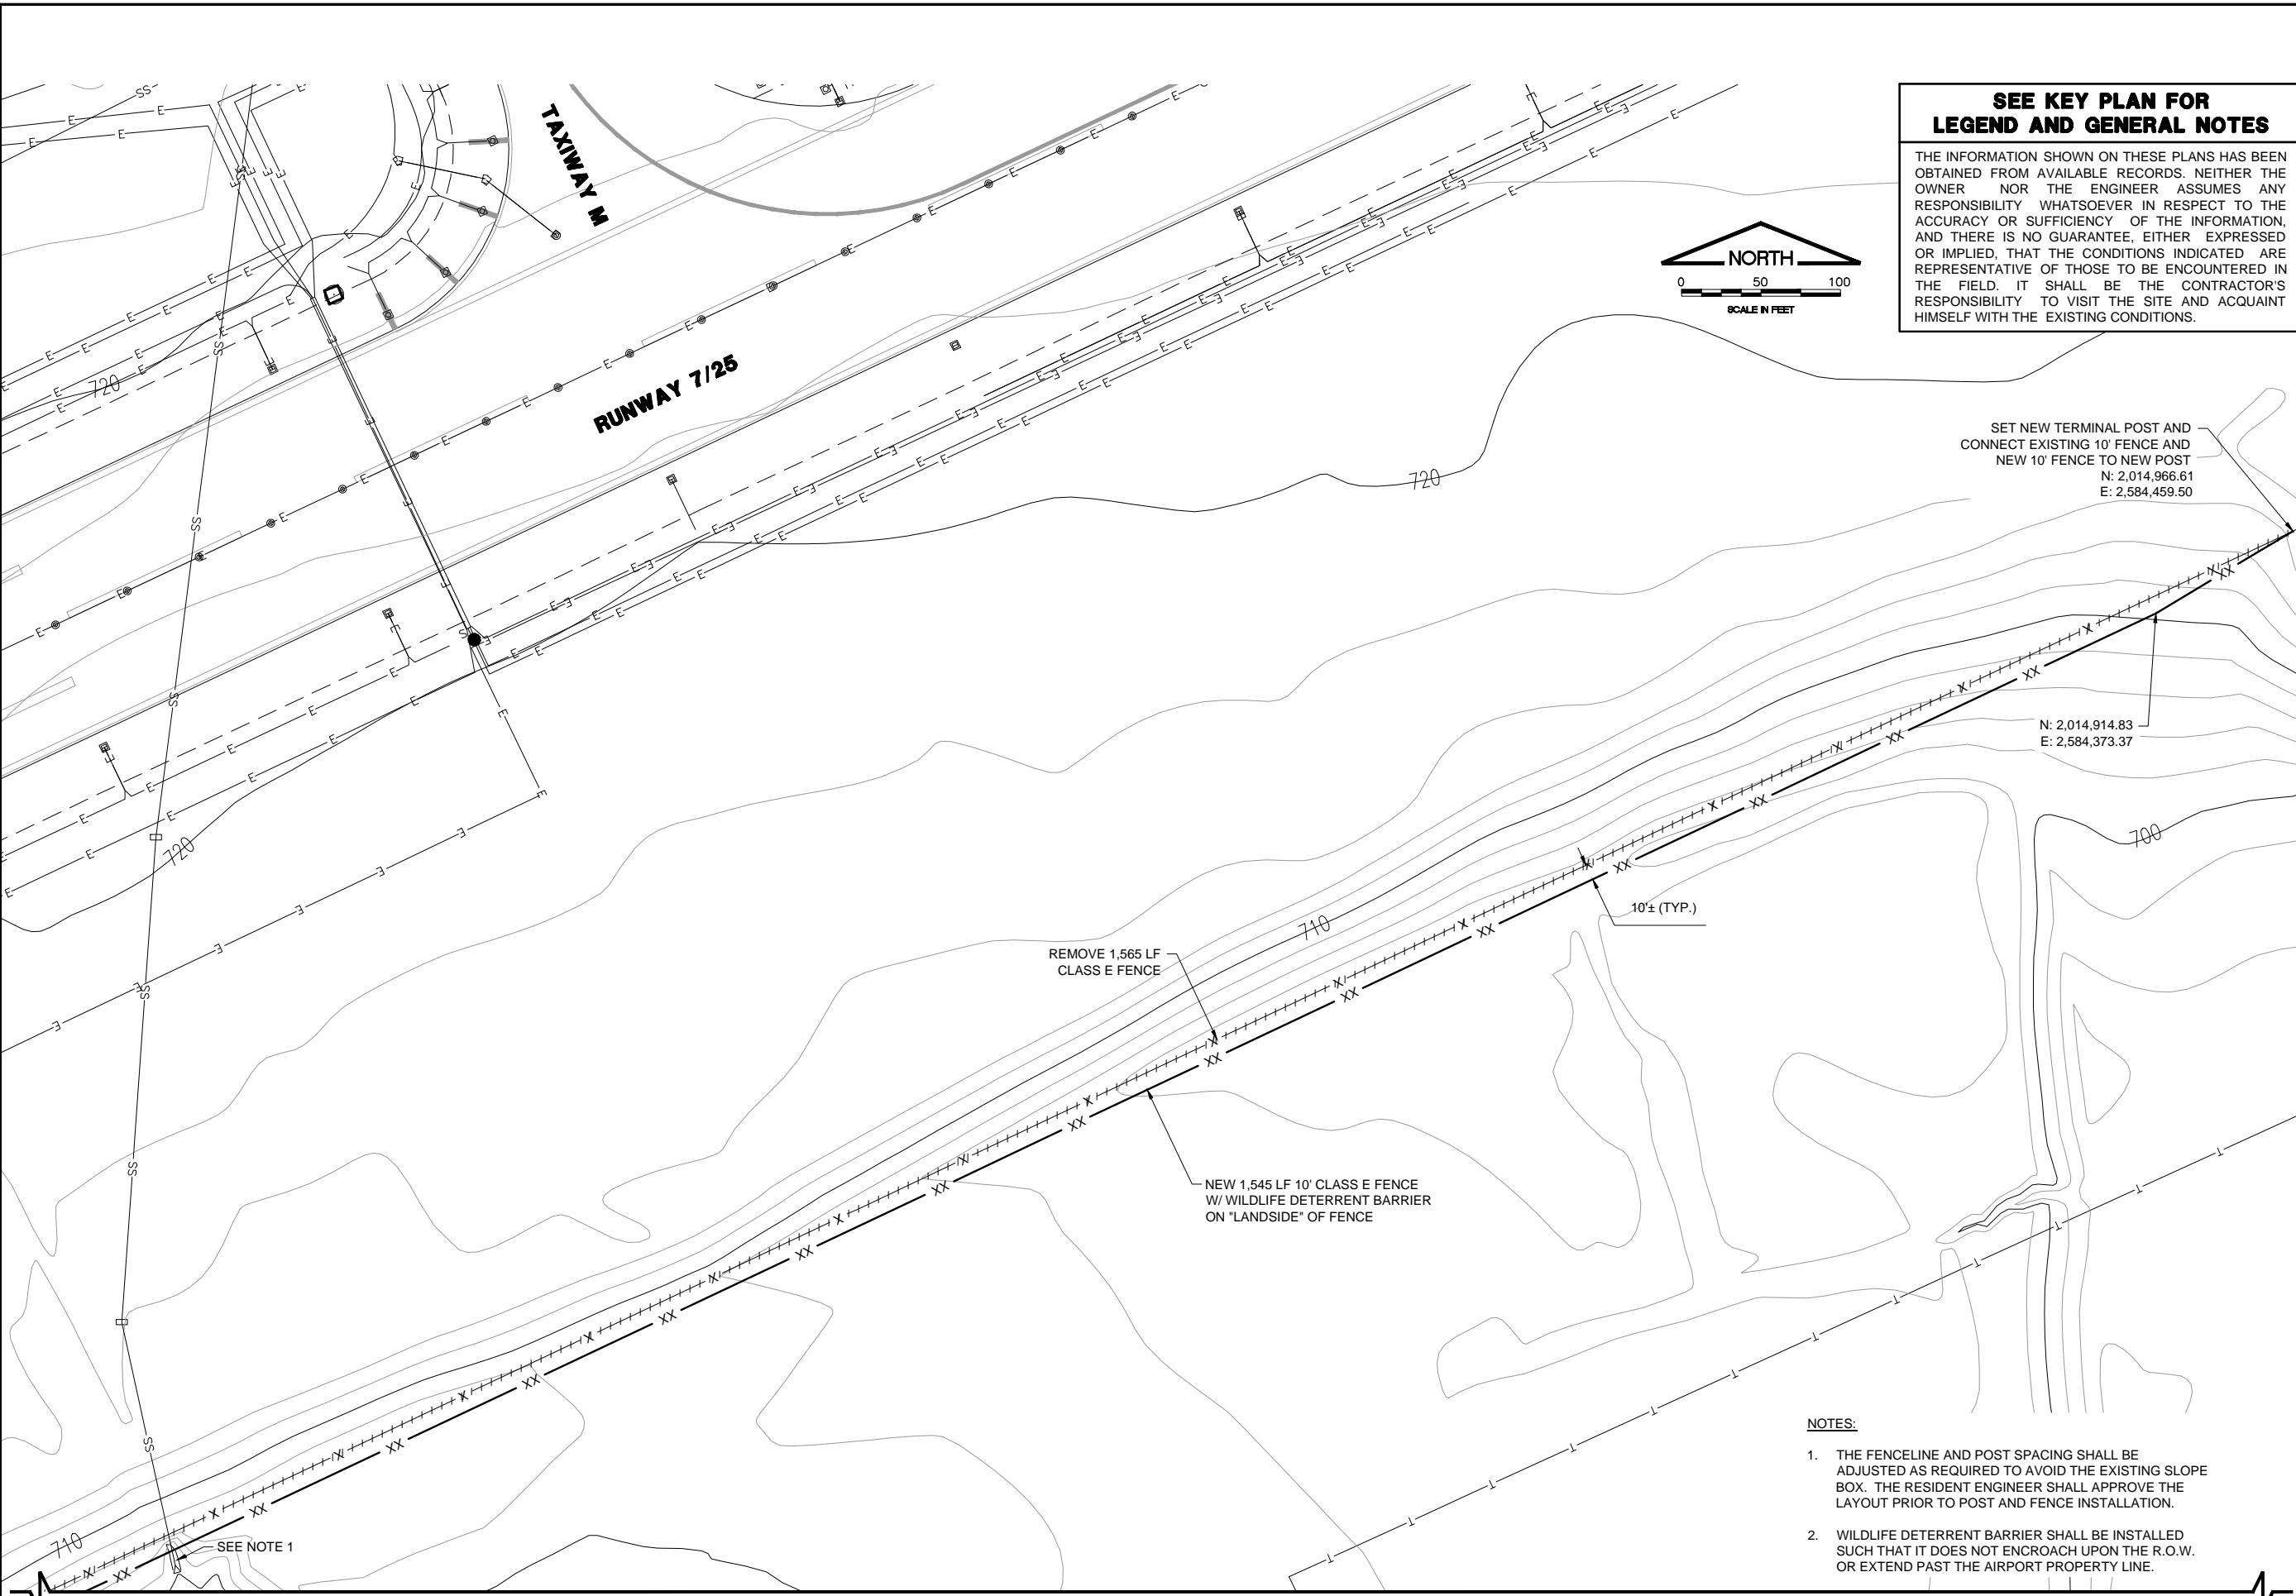 SEE KEY PLAN FOR
LEGEND AND GENERAL NOTES
THE INFORMATION SHOWN ON THESE PLANS HAS BEEN
OBTAINED FROM AVAILABLE RECORDS. NEITHER THE
OWNER NOR THE ENGINEER ASSUMES ANY
RESPONSIBILITY WHATSOEVER IN RESPECT TO THE
ACCURACY OR SUFFICIENCY OF THE INFORMATION,
AND THERE IS NO GUARANTEE, EITHER EXPRESSED
OR IMPLIED, THAT THE CONDITIONS INDICATED ARE
REPRESENTATIVE OF THOSE TO BE ENCOUNTERED IN
THE FIELD. IT SHALL BE THE CONTRACTOR'S
RESPONSIBILITY TO VISIT THE SITE AND ACQUAINT
HIMSELF WITH THE EXISTING CONDITIONS.
TAXIWAY M
NORTH
0 50 100
SCALE IN FEET
RUNWAY 7/25
720
720
720
SET NEW TERMINAL POST AND
CONNECT EXISTING 10' FENCE AND
NEW 10' FENCE TO NEW POST
N: 2,014,966.61
E: 2,584,459.50
N: 2,014,914.83
E: 2,584,373.37
700
10'± (TYP.)
710
REMOVE 1,565 LF
CLASS E FENCE
NEW 1,545 LF 10' CLASS E FENCE
W/ WILDLIFE DETERRENT BARRIER
ON "LANDSIDE" OF FENCE
710
SEE NOTE 1
NOTES:
1. THE FENCELINE AND POST SPACING SHALL BE
ADJUSTED AS REQUIRED TO AVOID THE EXISTING SLOPE
BOX. THE RESIDENT ENGINEER SHALL APPROVE THE
LAYOUT PRIOR TO POST AND FENCE INSTALLATION.
2. WILDLIFE DETERRENT BARRIER SHALL BE INSTALLED
SUCH THAT IT DOES NOT ENCROACH UPON THE R.O.W.
OR EXTEND PAST THE AIRPORT PROPERTY LINE.